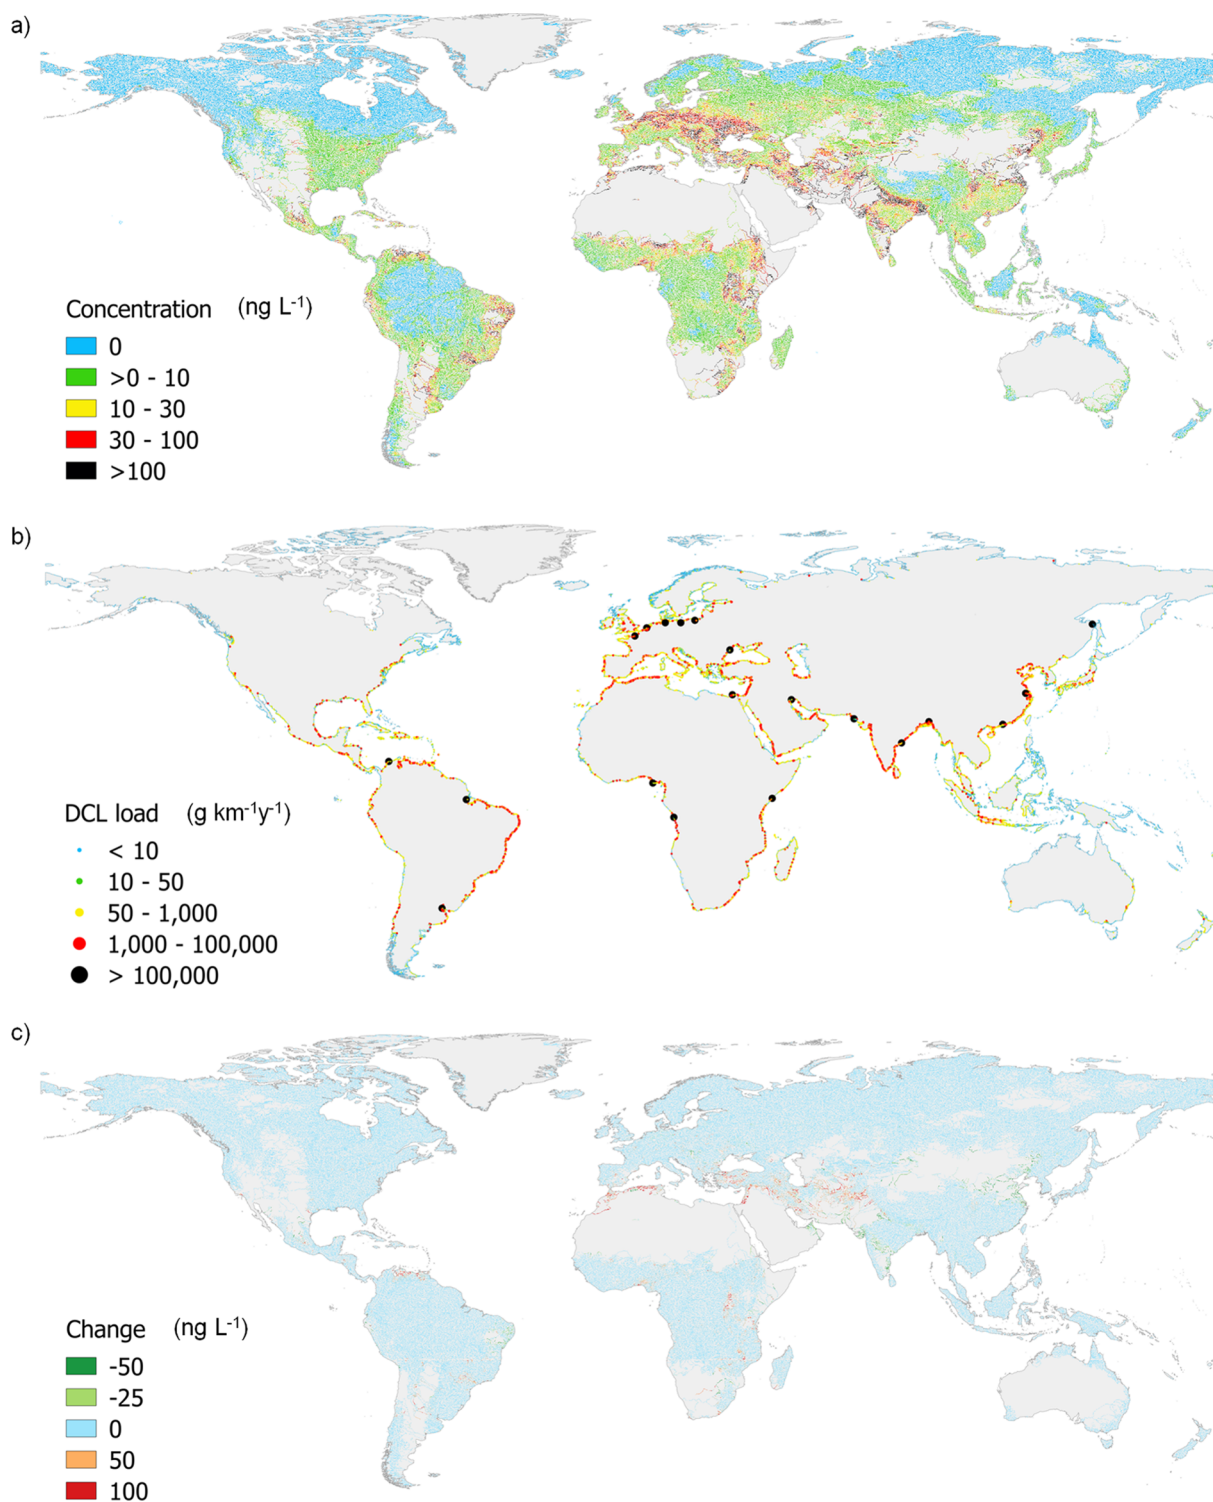 a)
Concentration (ng L⁻¹)
0
>0 - 10
10 - 30
30 - 100
>100
b)
DCL load (g km⁻¹y⁻¹)
< 10
10 - 50
50 - 1,000
1,000 - 100,000
> 100,000
c)
Change (ng L⁻¹)
-50
-25
0
50
100